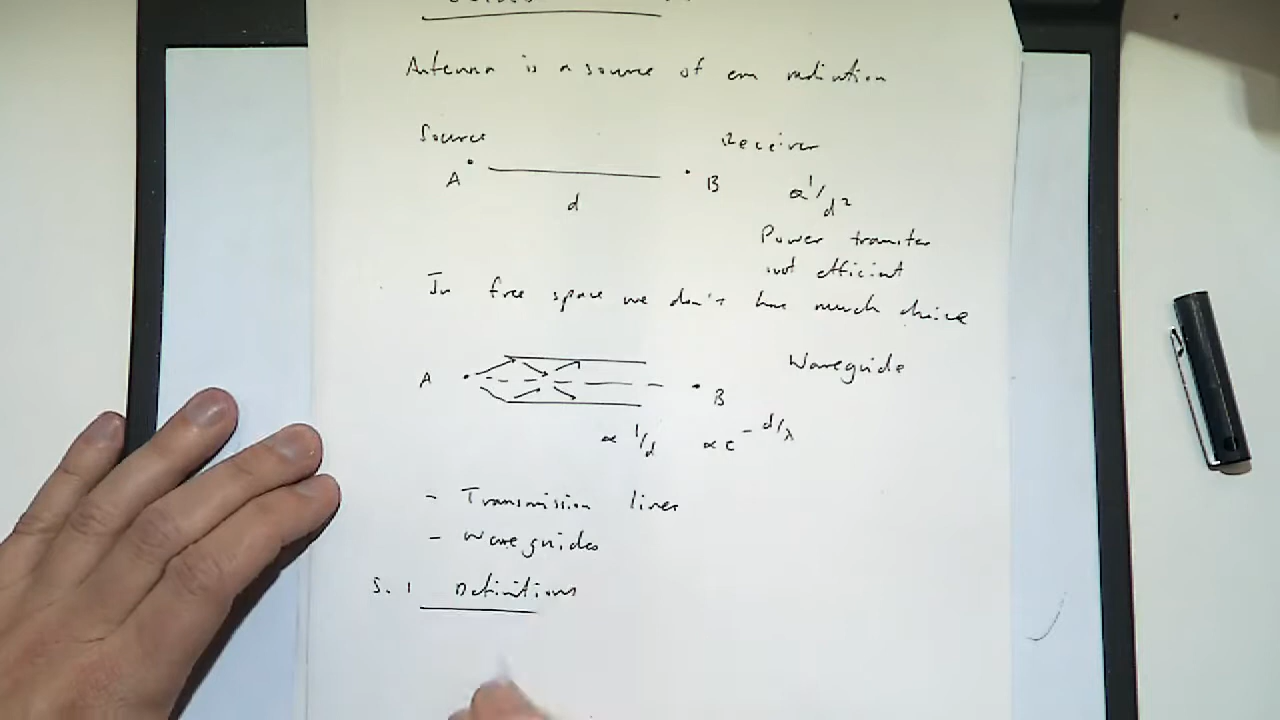 Antenna is a source of em radiation
Source Receiver
A B ∝ 1/d²
d
Power transfer
not efficient
In free space we don't have much choice
Waveguide
A B
∝ 1/d ∝ e^(-d/λ)
- Transmission lines
- Waveguides
5.1 Definitions